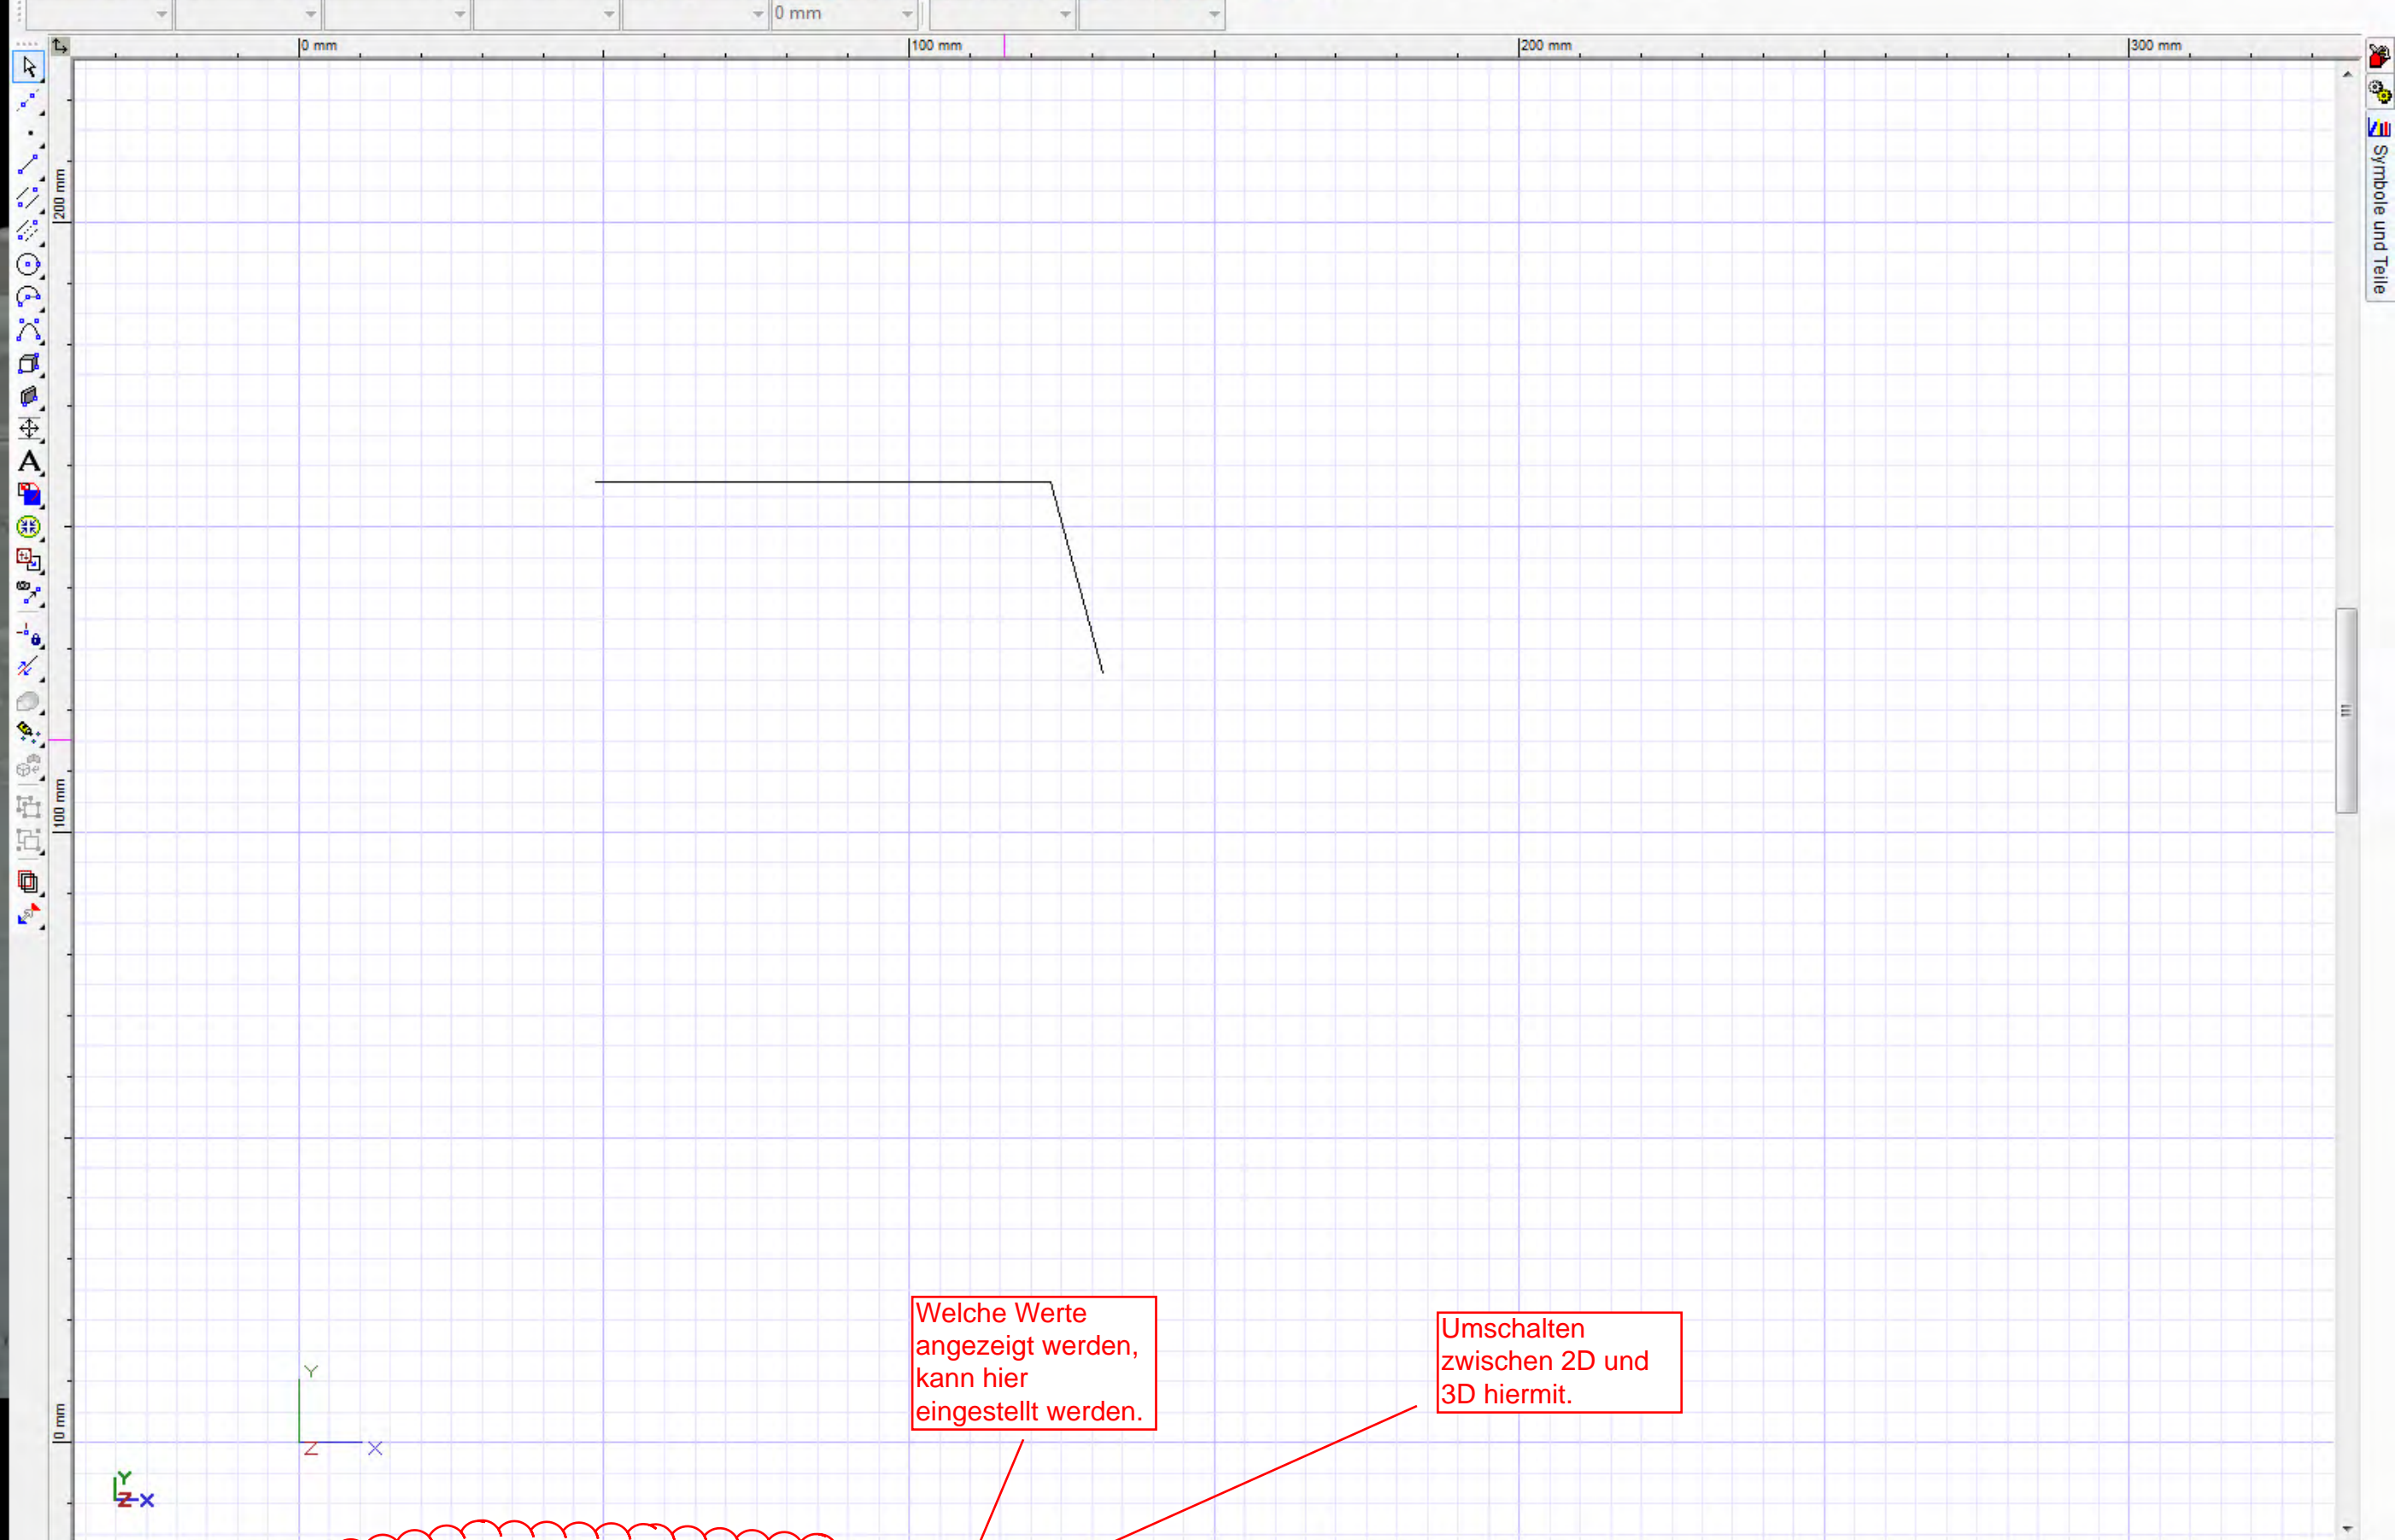 0 mm
0 mm
100 mm
200 mm
300 mm
200 mm
100 mm
0 mm
Symbole und Teile
A
Welche Werte
angezeigt werden,
kann hier
eingestellt werden.
Umschalten
zwischen 2D und
3D hiermit.
Y
Z X
Y
Z X